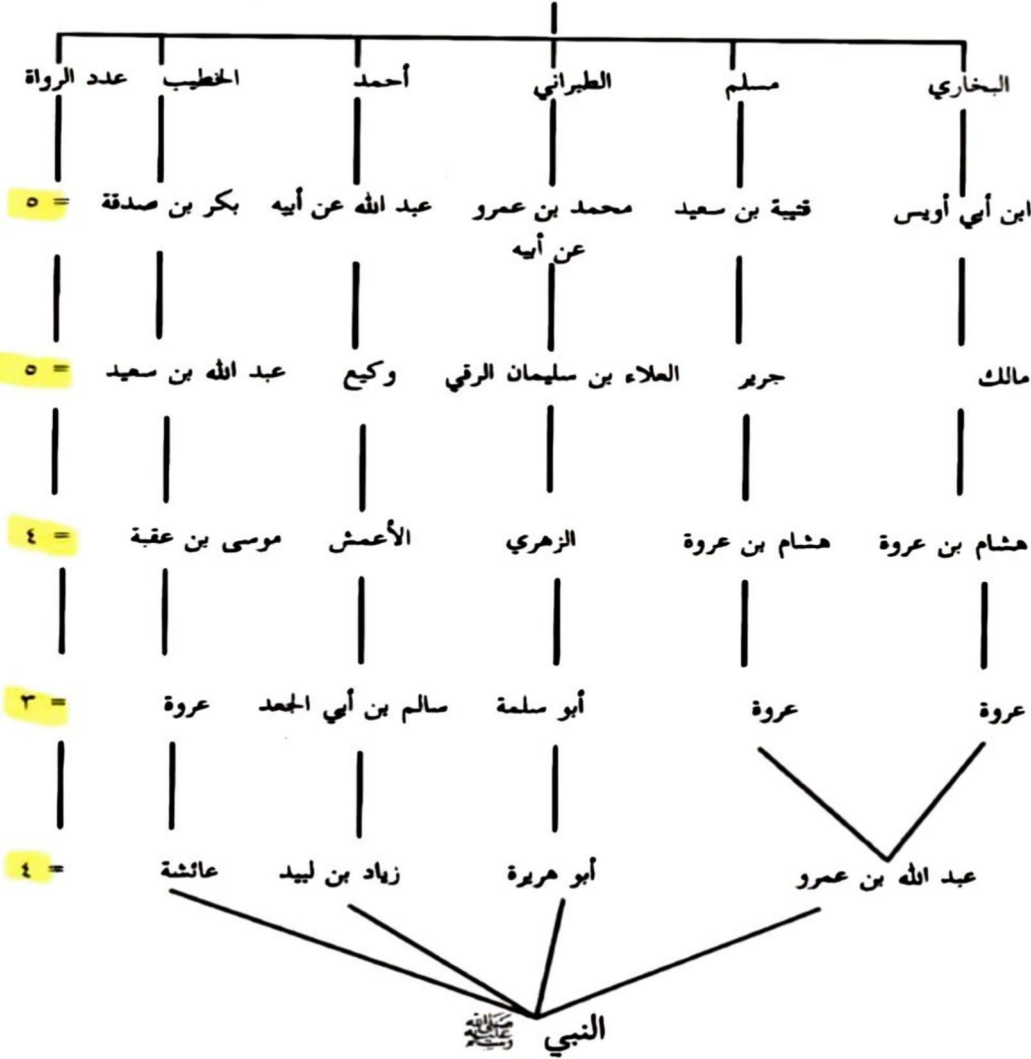 البخاري مسلم الطبراني أحمد الخطيب عدد الرواة
ابن أبي أويس قتيبة بن سعيد محمد بن عمرو عبد الله عن أبيه بكر بن صدقة = ٥
عن أبيه
مالك جرير العلاء بن سليمان الرقي وكيع عبد الله بن سعيد = ٥
هشام بن عروة هشام بن عروة الزهري الأعمش موسى بن عقبة = ٤
عروة عروة أبو سلمة سالم بن أبي الجعد عروة = ٣
عبد الله بن عمرو أبو هريرة زياد بن لبيد عائشة = ٤
النبي ﷺ